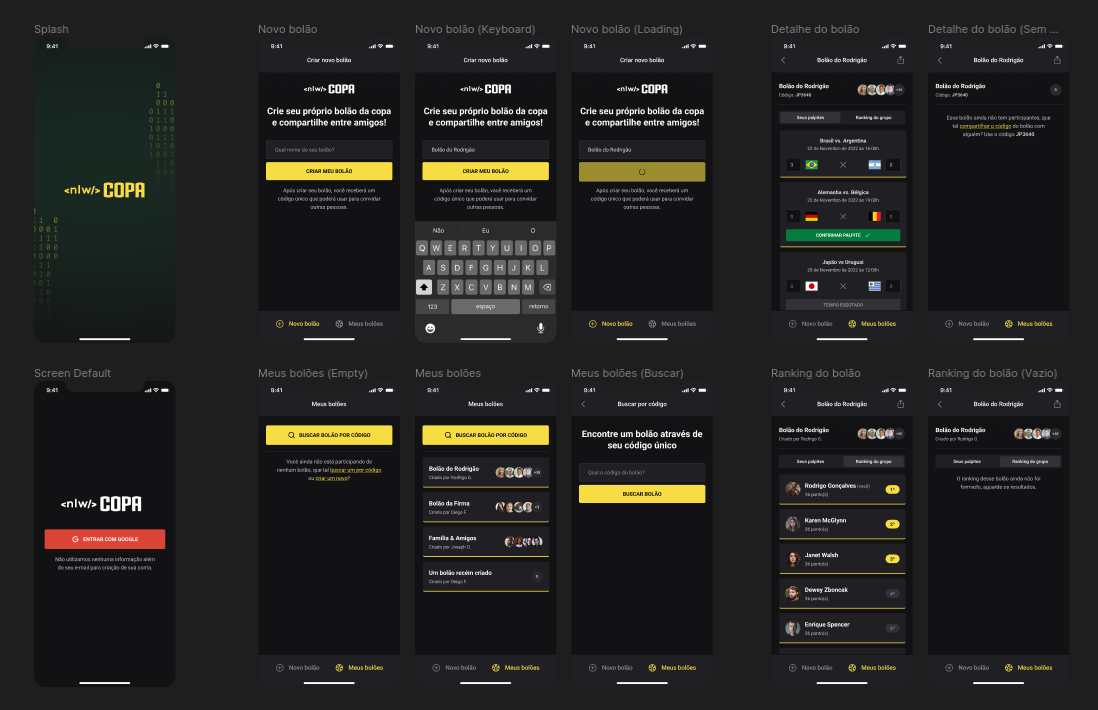 Splash
9:41
0
11
000
0111
1011
0110
<nlw/> COPA
Novo bolão
9:41
Criar novo bolão
<nlw/> COPA
Crie seu próprio bolão da copa
e compartilhe entre amigos!
Qual nome do seu bolão?
CRIAR MEU BOLÃO
Após criar seu bolão, você receberá um
código único que poderá usar para convidar
outras pessoas.
Novo bolão
Meus bolões
Novo bolão (Keyboard)
9:41
Criar novo bolão
<nlw/> COPA
Crie seu próprio bolão da copa
e compartilhe entre amigos!
Bolão do Rodrigão
CRIAR MEU BOLÃO
Após criar seu bolão, você receberá um
código único que poderá usar para convidar
outras pessoas.
Não Eu O
Q W E R T Y U I O P
A S D F G H J K L
Z X C V B N M
123 espaço retorno
Novo bolão (Loading)
9:41
Criar novo bolão
<nlw/> COPA
Crie seu próprio bolão da copa
e compartilhe entre amigos!
Bolão do Rodrigão
Após criar seu bolão, você receberá um
código único que poderá usar para convidar
outras pessoas.
Novo bolão
Meus bolões
Detalhe do bolão
9:41
Bolão do Rodrigão
Bolão do Rodrigão
Código: JP3640
Seus palpites
Ranking do grupo
Brasil vs. Argentina
22 de Novembro de 2022 às 16:00h
Alemanha vs. Bélgica
22 de Novembro de 2022 às 19:00h
CONFIRMAR PALPITE
Japão vs Uruguai
20 de Novembro de 2022 às 12:00h
TEMPO ESGOTADO
Novo bolão
Meus bolões
Detalhe do bolão (Sem ...
9:41
Bolão do Rodrigão
Bolão do Rodrigão
Código: JP3640
0
Esse bolão ainda não tem participantes, que
tal compartilhar o código do bolão com
alguém? Use o código JP3640
Novo bolão
Meus bolões
Screen Default
9:41
<nlw/> COPA
G ENTRAR COM GOOGLE
Não utilizamos nenhuma informação além
do seu e-mail para criação de sua conta.
Meus bolões (Empty)
9:41
Meus bolões
BUSCAR BOLÃO POR CÓDIGO
Você ainda não está participando de
nenhum bolão, que tal buscar um por código
ou criar um novo?
Novo bolão
Meus bolões
Meus bolões
9:41
Meus bolões
BUSCAR BOLÃO POR CÓDIGO
Bolão do Rodrigão
Criado por Rodrigo G.
Bolão da Firma
Criado por Diego F.
Família & Amigos
Criado por Joseph D.
Um bolão recém criado
Criado por Diego F.
Novo bolão
Meus bolões
Meus bolões (Buscar)
9:41
Buscar por código
Encontre um bolão através de
seu código único
Qual o código do bolão?
BUSCAR BOLÃO
Novo bolão
Meus bolões
Ranking do bolão
9:41
Bolão do Rodrigão
Bolão do Rodrigão
Criado por Rodrigo G.
Seus palpites
Ranking do grupo
Rodrigo Gonçalves (você)
36 ponto(s)
1º
Karen McGlynn
36 ponto(s)
2º
Janet Walsh
36 ponto(s)
3º
Dewey Zboncak
36 ponto(s)
4º
Enrique Spencer
36 ponto(s)
5º
Novo bolão
Meus bolões
Ranking do bolão (Vazio)
9:41
Bolão do Rodrigão
Bolão do Rodrigão
Criado por Rodrigo G.
Seus palpites
Ranking do grupo
O ranking desse bolão ainda não foi
formado, aguarde os resultados.
Novo bolão
Meus bolões